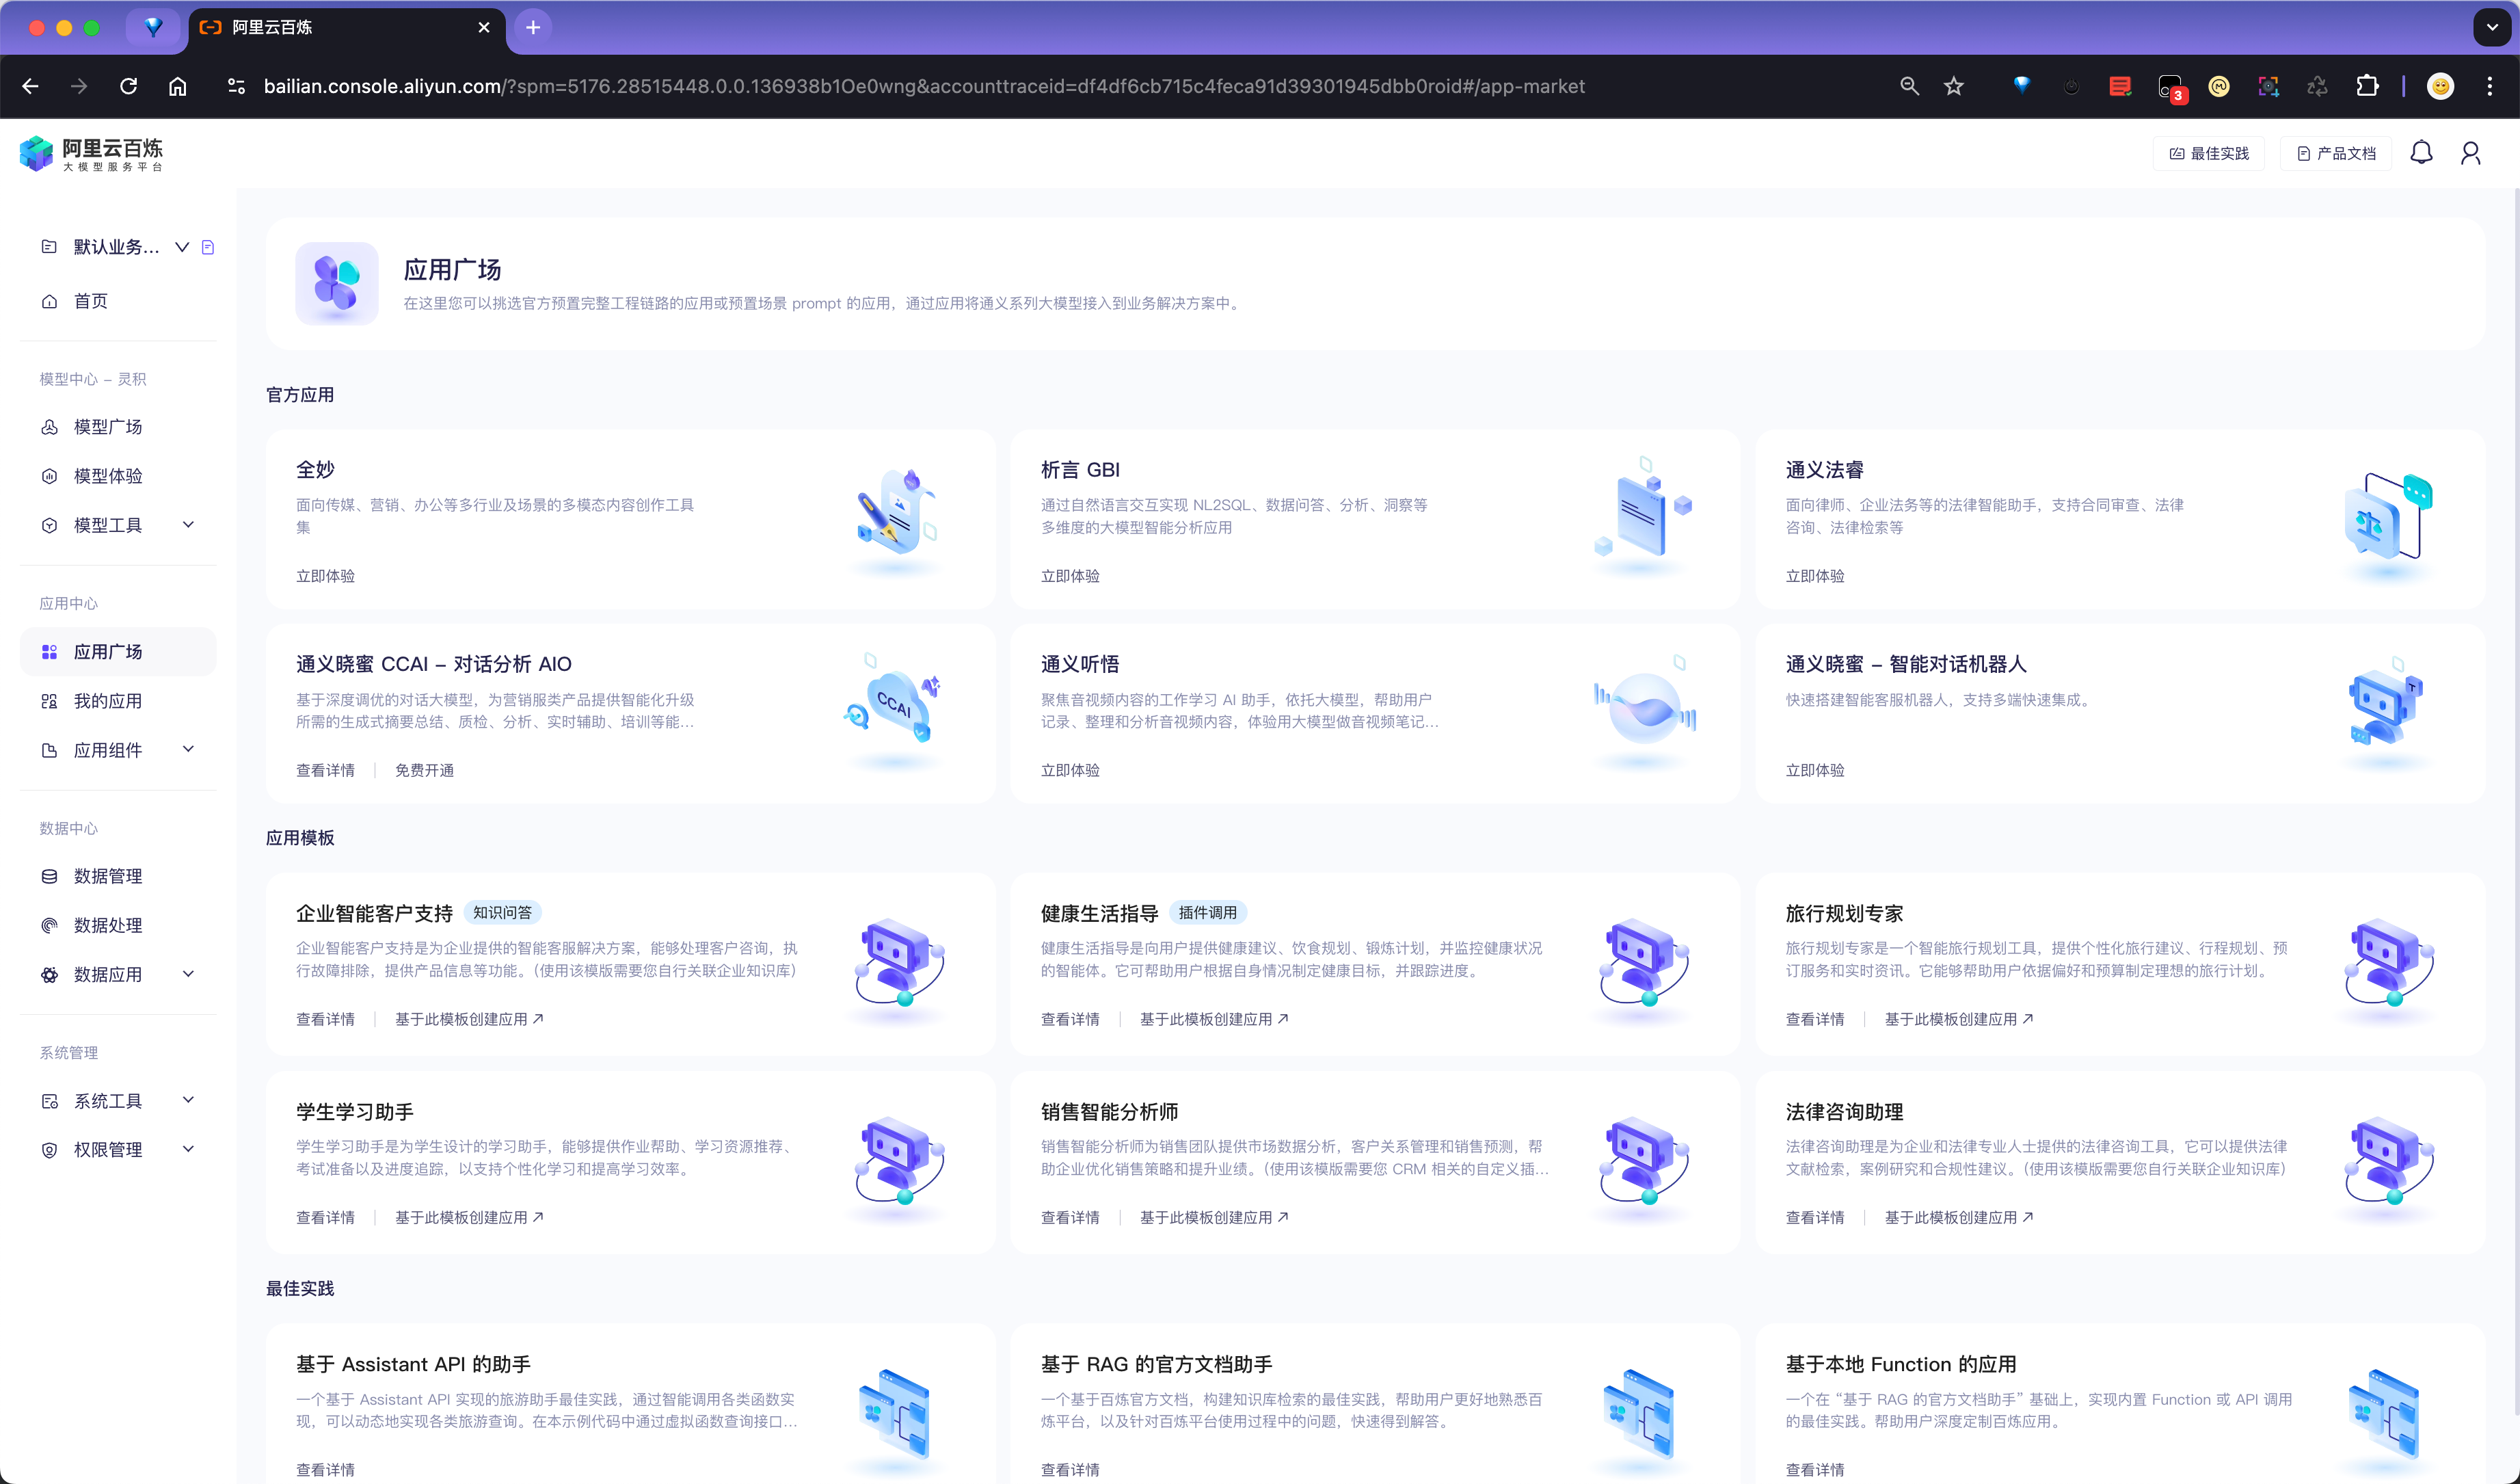 阿里云百炼
bailian.console.aliyun.com/?spm=5176.28515448.0.0.136938b1Oe0wng&accounttraceid=df4df6cb715c4feca91d39301945dbb0roid#/app-market
3
阿里云百炼
大模型服务平台
最佳实践
产品文档
默认业务...
首页
模型中心 – 灵积
模型广场
模型体验
模型工具
应用中心
应用广场
我的应用
应用组件
数据中心
数据管理
数据处理
数据应用
系统管理
系统工具
权限管理
应用广场
在这里您可以挑选官方预置完整工程链路的应用或预置场景 prompt 的应用，通过应用将通义系列大模型接入到业务解决方案中。
官方应用
全妙
面向传媒、营销、办公等多行业及场景的多模态内容创作工具
集
立即体验
析言 GBI
通过自然语言交互实现 NL2SQL、数据问答、分析、洞察等
多维度的大模型智能分析应用
立即体验
通义法睿
面向律师、企业法务等的法律智能助手，支持合同审查、法律
咨询、法律检索等
立即体验
通义晓蜜 CCAI – 对话分析 AIO
基于深度调优的对话大模型，为营销服类产品提供智能化升级
所需的生成式摘要总结、质检、分析、实时辅助、培训等能...
查看详情
免费开通
CCAI
通义听悟
聚焦音视频内容的工作学习 AI 助手，依托大模型，帮助用户
记录、整理和分析音视频内容，体验用大模型做音视频笔记...
立即体验
通义晓蜜 – 智能对话机器人
快速搭建智能客服机器人，支持多端快速集成。
立即体验
应用模板
企业智能客户支持 知识问答
企业智能客户支持是为企业提供的智能客服解决方案，能够处理客户咨询，执
行故障排除，提供产品信息等功能。（使用该模版需要您自行关联企业知识库）
查看详情
基于此模板创建应用
健康生活指导 插件调用
健康生活指导是向用户提供健康建议、饮食规划、锻炼计划，并监控健康状况
的智能体。它可帮助用户根据自身情况制定健康目标，并跟踪进度。
查看详情
基于此模板创建应用
旅行规划专家
旅行规划专家是一个智能旅行规划工具，提供个性化旅行建议、行程规划、预
订服务和实时资讯。它能够帮助用户依据偏好和预算制定理想的旅行计划。
查看详情
基于此模板创建应用
学生学习助手
学生学习助手是为学生设计的学习助手，能够提供作业帮助、学习资源推荐、
考试准备以及进度追踪，以支持个性化学习和提高学习效率。
查看详情
基于此模板创建应用
销售智能分析师
销售智能分析师为销售团队提供市场数据分析，客户关系管理和销售预测，帮
助企业优化销售策略和提升业绩。（使用该模版需要您 CRM 相关的自定义插...
查看详情
基于此模板创建应用
法律咨询助理
法律咨询助理是为企业和法律专业人士提供的法律咨询工具，它可以提供法律
文献检索，案例研究和合规性建议。（使用该模版需要您自行关联企业知识库）
查看详情
基于此模板创建应用
最佳实践
基于 Assistant API 的助手
一个基于 Assistant API 实现的旅游助手最佳实践，通过智能调用各类函数实
现，可以动态地实现各类旅游查询。在本示例代码中通过虚拟函数查询接口...
查看详情
基于 RAG 的官方文档助手
一个基于百炼官方文档，构建知识库检索的最佳实践，帮助用户更好地熟悉百
炼平台，以及针对百炼平台使用过程中的问题，快速得到解答。
查看详情
基于本地 Function 的应用
一个在 “基于 RAG 的官方文档助手” 基础上，实现内置 Function 或 API 调用
的最佳实践。帮助用户深度定制百炼应用。
查看详情